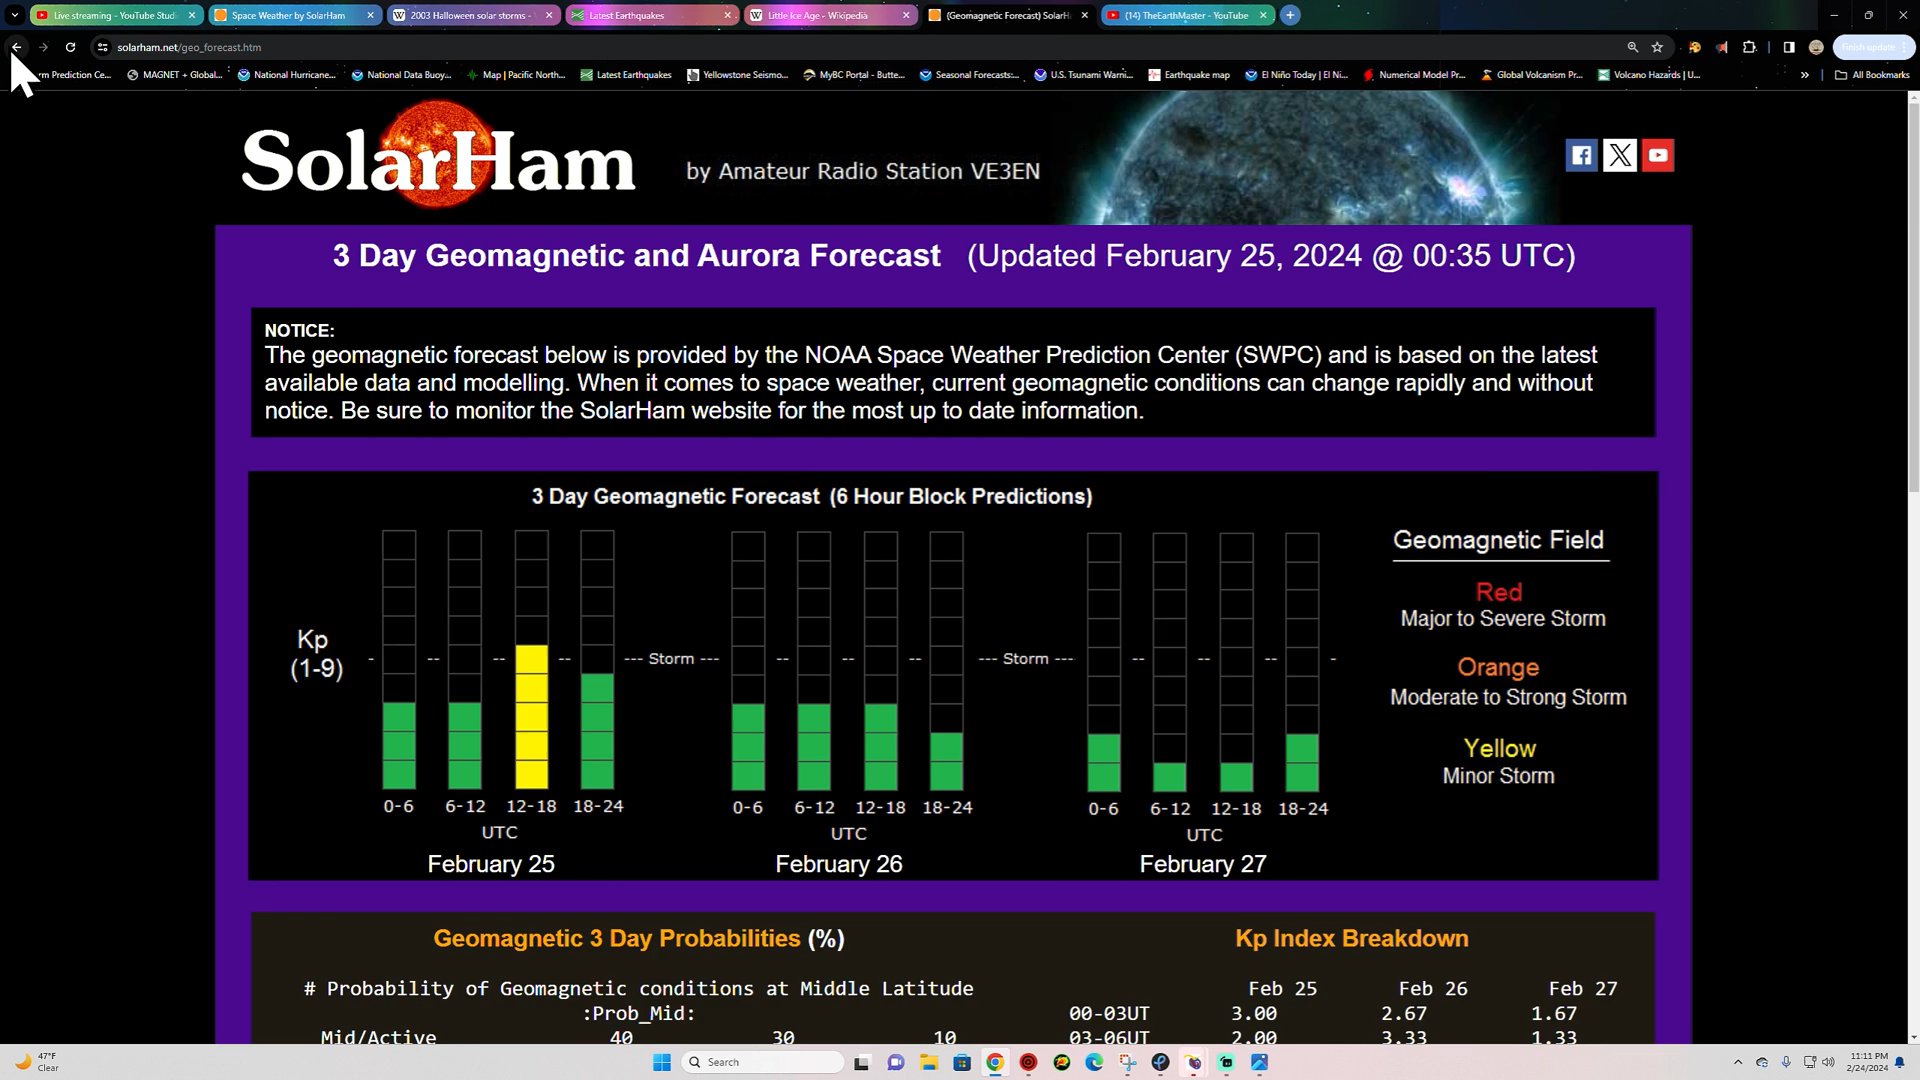 Live streaming - YouTube Studi
Space Weather by SolarHam
2003 Halloween solar storms -
Latest Earthquakes
Little Ice Age - Wikipedia
(Geomagnetic Forecast) SolarHa
(14) TheEarthMaster - YouTube
solarham.net/geo_forecast.htm
Finish update
rm Prediction Ce...
MAGNET + Global...
National Hurricane...
National Data Buoy...
Map | Pacific North...
Latest Earthquakes
Yellowstone Seismo...
MyBC Portal - Butte...
Seasonal Forecasts:...
U.S. Tsunami Warni...
Earthquake map
El Niño Today | El Ni...
Numerical Model Pr...
Global Volcanism Pr...
Volcano Hazards | U...
All Bookmarks
SolarHam
by Amateur Radio Station VE3EN
3 Day Geomagnetic and Aurora Forecast (Updated February 25, 2024 @ 00:35 UTC)
NOTICE:
The geomagnetic forecast below is provided by the NOAA Space Weather Prediction Center (SWPC) and is based on the latest
available data and modelling. When it comes to space weather, current geomagnetic conditions can change rapidly and without
notice. Be sure to monitor the SolarHam website for the most up to date information.
3 Day Geomagnetic Forecast (6 Hour Block Predictions)
Geomagnetic Field
Red
Major to Severe Storm
Orange
Moderate to Strong Storm
Yellow
Minor Storm
Kp
(1-9)
- -- -- -- --- Storm --- -- -- -- --- Storm --- -- -- -- -
0-6 6-12 12-18 18-24 0-6 6-12 12-18 18-24 0-6 6-12 12-18 18-24
UTC UTC UTC
February 25 February 26 February 27
Geomagnetic 3 Day Probabilities (%)
# Probability of Geomagnetic conditions at Middle Latitude
:Prob_Mid:
Mid/Active 40 30 10
Kp Index Breakdown
Feb 25 Feb 26 Feb 27
00-03UT 3.00 2.67 1.67
03-06UT 2.00 3.33 1.33
47°F
Clear
Search
11:11 PM
2/24/2024